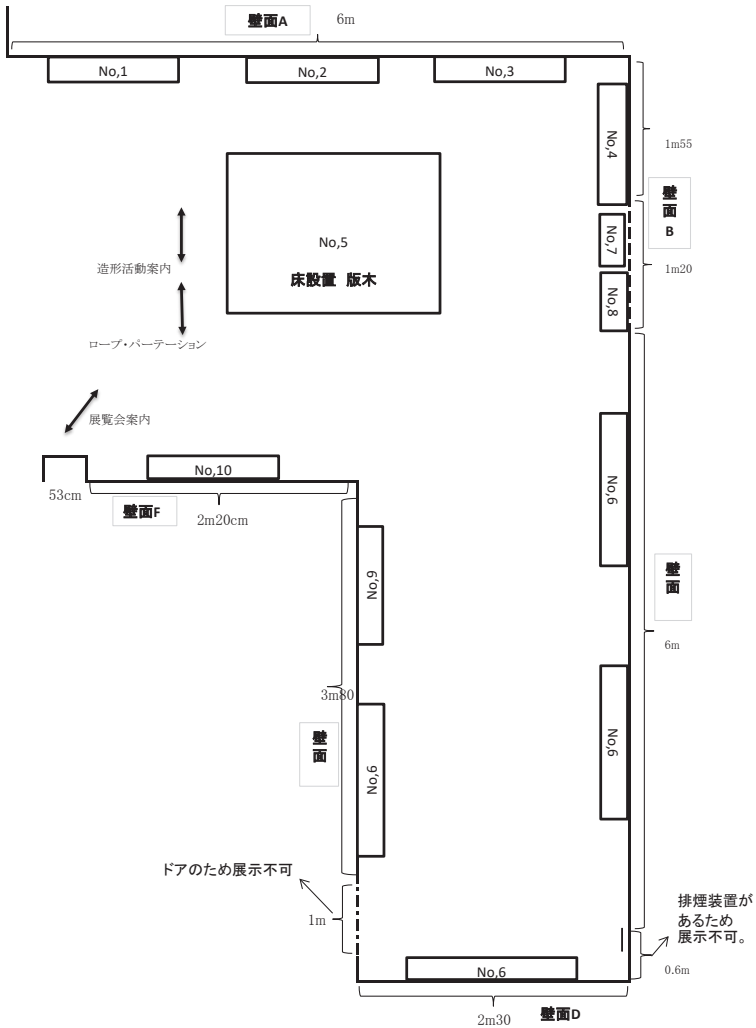 壁面A
6m
No,1
No,2
No,3
No,4
1m55
壁
面
B
No,7
1m20
No,8
No,5
床設置 版木
造形活動案内
ロープ・パーテーション
展覧会案内
53cm
No,10
壁面F
2m20cm
No,6
壁
面
6m
No,9
3m80
壁
面
No,6
No,6
ドアのため展示不可
1m
排煙装置が
あるため
展示不可。
0.6m
No,6
2m30
壁面D